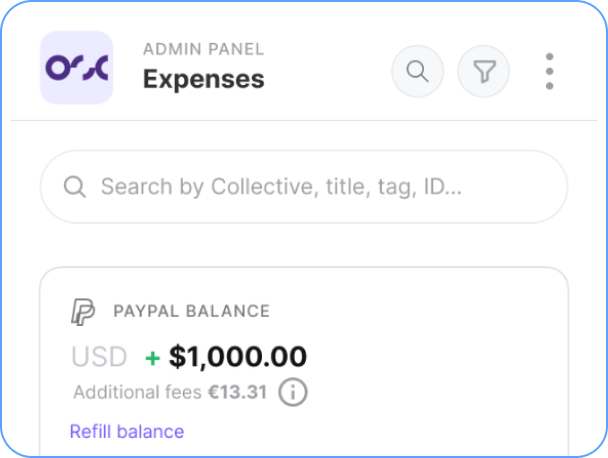 ADMIN PANEL
Expenses
Search by Collective, title, tag, ID...
PAYPAL BALANCE
USD + $1,000.00
Additional fees €13.31
Refill balance